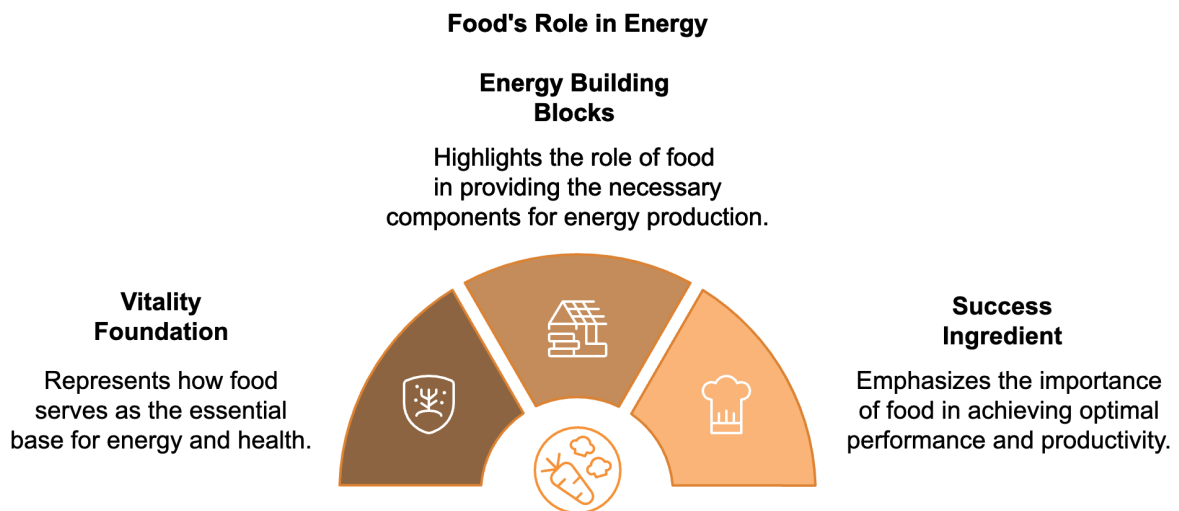 Food's Role in Energy
Energy Building
Blocks
Highlights the role of food
in providing the necessary
components for energy production.
Vitality
Foundation
Represents how food
serves as the essential
base for energy and health.
Success
Ingredient
Emphasizes the importance
of food in achieving optimal
performance and productivity.